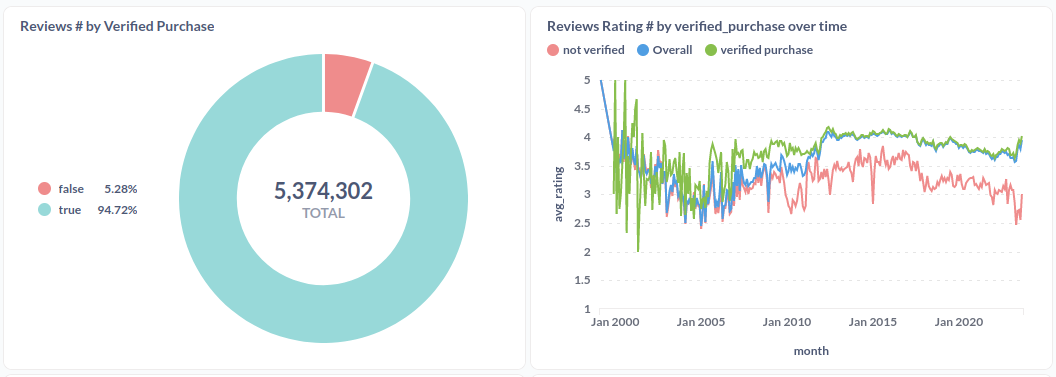 Reviews # by Verified Purchase
false 5.28%
true 94.72%
5,374,302
TOTAL
Reviews Rating # by verified_purchase over time
not verified Overall verified purchase
5
4.5
4
3.5
3
2.5
2
1.5
1
avg_rating
Jan 2000 Jan 2005 Jan 2010 Jan 2015 Jan 2020
month